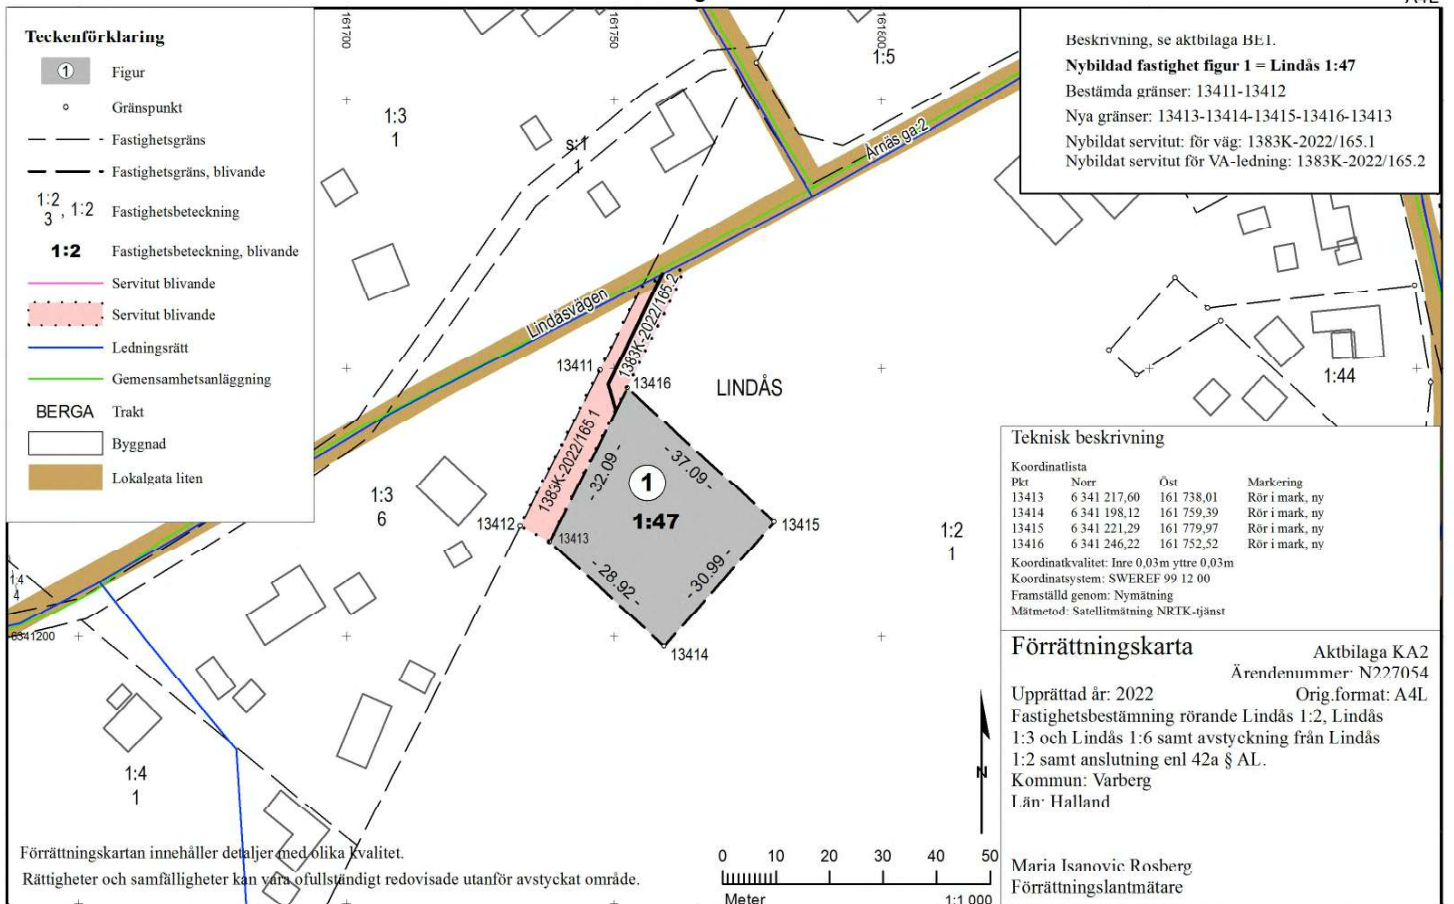 A4L
Teckenförklaring
1 Figur
Gränspunkt
Fastighetsgräns
Fastighetsgräns, blivande
1:2
3 , 1:2 Fastighetsbeteckning
1:2 Fastighetsbeteckning, blivande
Servitut blivande
Servitut blivande
Ledningsrätt
Gemensamhetsanläggning
BERGA Trakt
Byggnad
Lokalgata liten
161700
161750
161800
1:5
1:3
1
s:1
1
Årnäs ga:2
Lindåsvägen
1383K-2022/165.2
13411
13416
LINDÅS
1:44
1383K-2022/165.1
- 32.09 -
- 37.09 -
1
1:47
1:3
6
13412
13413
13415
1:2
1
- 28.92 -
- 30.99 -
13414
1:4
4
6341200
1:4
1
Beskrivning, se aktbilaga BE1.
Nybildad fastighet figur 1 = Lindås 1:47
Bestämda gränser: 13411-13412
Nya gränser: 13413-13414-13415-13416-13413
Nybildat servitut: för väg: 1383K-2022/165.1
Nybildat servitut för VA-ledning: 1383K-2022/165.2
Teknisk beskrivning
Koordinatlista
Pkt Norr Öst Markering
13413 6 341 217,60 161 738,01 Rör i mark, ny
13414 6 341 198,12 161 759,39 Rör i mark, ny
13415 6 341 221,29 161 779,97 Rör i mark, ny
13416 6 341 246,22 161 752,52 Rör i mark, ny
Koordinatkvalitet: Inre 0,03m yttre 0,03m
Koordinatsystem: SWEREF 99 12 00
Framställd genom: Nymätning
Mätmetod: Satellitmätning NRTK-tjänst
Förrättningskarta Aktbilaga KA2
Ärendenummer: N227054
Upprättad år: 2022 Orig.format: A4L
Fastighetsbestämning rörande Lindås 1:2, Lindås
1:3 och Lindås 1:6 samt avstyckning från Lindås
1:2 samt anslutning enl 42a § AL.
Kommun: Varberg
Län: Halland
Maria Isanovic Rosberg
Förrättningslantmätare
N
0 10 20 30 40 50
Meter 1:1 000
Förrättningskartan innehåller detaljer med olika kvalitet.
Rättigheter och samfälligheter kan vara ofullständigt redovisade utanför avstyckat område.